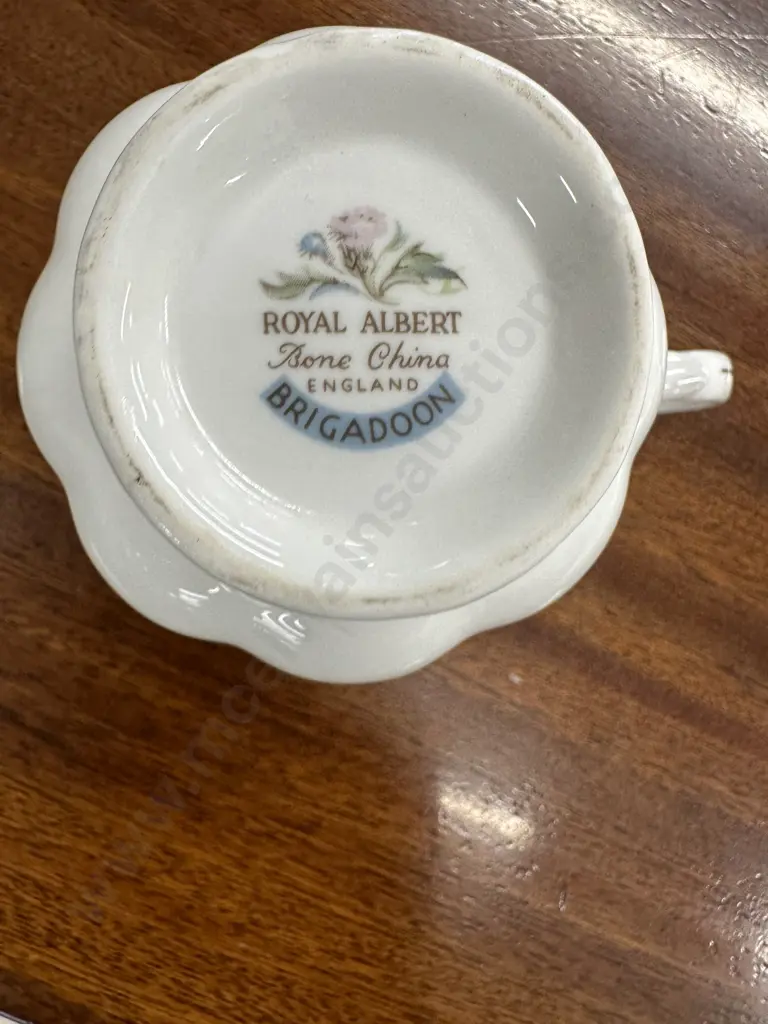 ROYAL ALBERT
Bone China
ENGLAND
BRIGADOON